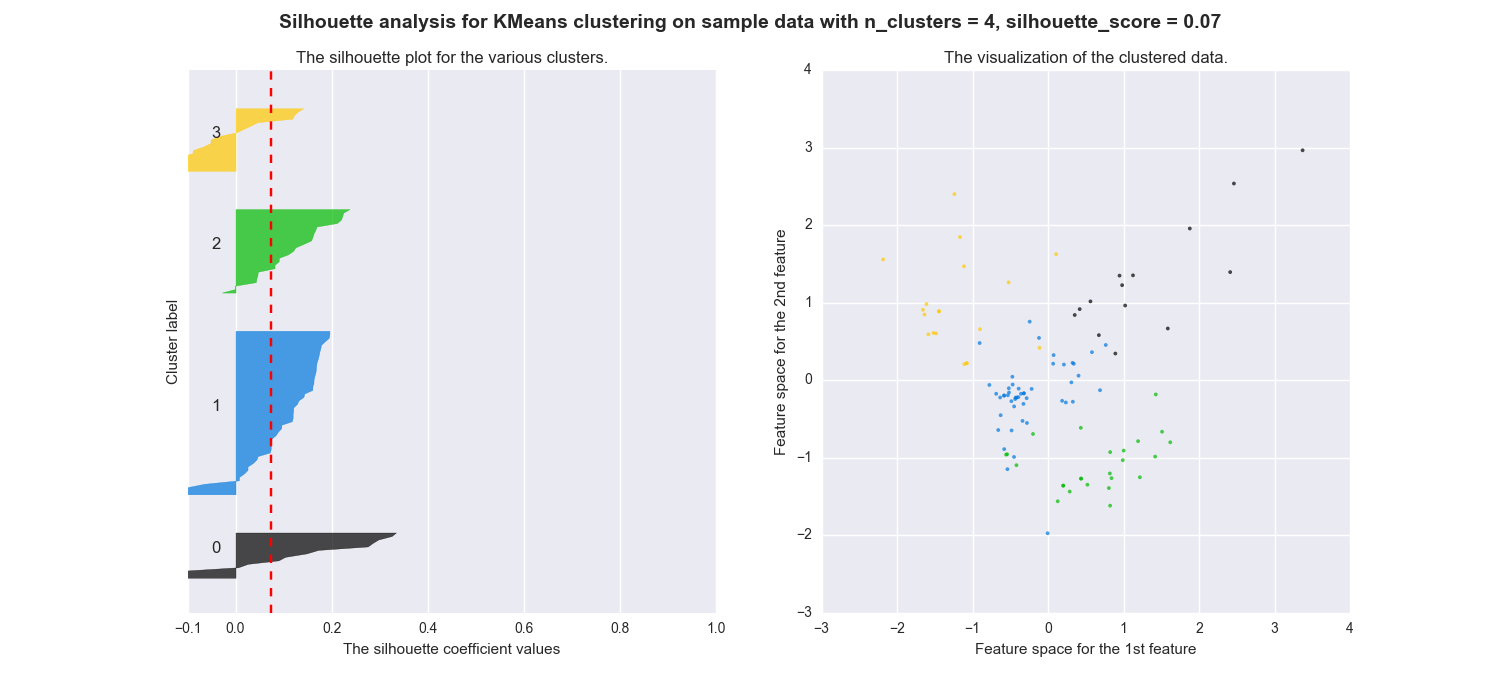 Silhouette analysis for KMeans clustering on sample data with n_clusters = 4, silhouette_score = 0.07
The silhouette plot for the various clusters.
3
2
1
0
Cluster label
−0.1 0.0 0.2 0.4 0.6 0.8 1.0
The silhouette coefficient values
The visualization of the clustered data.
4
3
2
1
0
−1
−2
−3
Feature space for the 2nd feature
−3 −2 −1 0 1 2 3 4
Feature space for the 1st feature